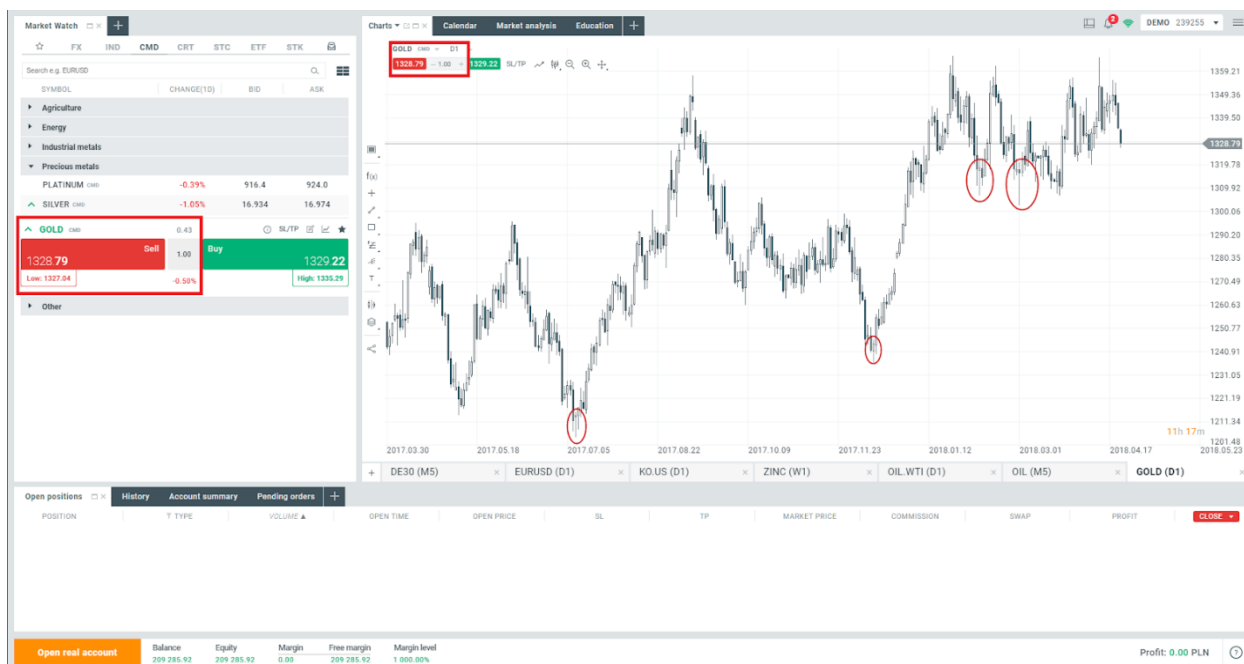 Market Watch
Charts Calendar Market analysis Education
2 DEMO 239255
FX IND CMD CRT STC ETF STK
Search e.g. EURUSD
SYMBOL CHANGE(1D) BID ASK
Agriculture
Energy
Industrial metals
Precious metals
PLATINUM CMD -0.39% 916.4 924.0
SILVER CMD -1.05% 16.934 16.974
GOLD CMD 0.43 SL/TP
Sell 1.00 Buy
1328.79 1329.22
Low: 1327.04 -0.50% High: 1335.29
Other
GOLD CMD D1
1328.79 1.00 1329.22 SL/TP
f(x)
T
1359.21
1349.36
1339.50
1328.79
1319.78
1309.92
1300.06
1290.20
1280.35
1270.49
1260.63
1250.77
1240.91
1231.05
1221.19
1211.34
1201.48
11h 17m
2017.03.30 2017.05.18 2017.07.05 2017.08.22 2017.10.09 2017.11.23 2018.01.12 2018.03.01 2018.04.17 2018.05.23
DE30 (M5) EURUSD (D1) KO.US (D1) ZINC (W1) OIL.WTI (D1) OIL (M5) GOLD (D1)
Open positions History Account summary Pending orders
POSITION TYPE VOLUME OPEN TIME OPEN PRICE SL TP MARKET PRICE COMMISSION SWAP PROFIT CLOSE
Open real account
Balance Equity Margin Free margin Margin level
209 285.92 209 285.92 0.00 209 285.92 1 000.00%
Profit: 0.00 PLN